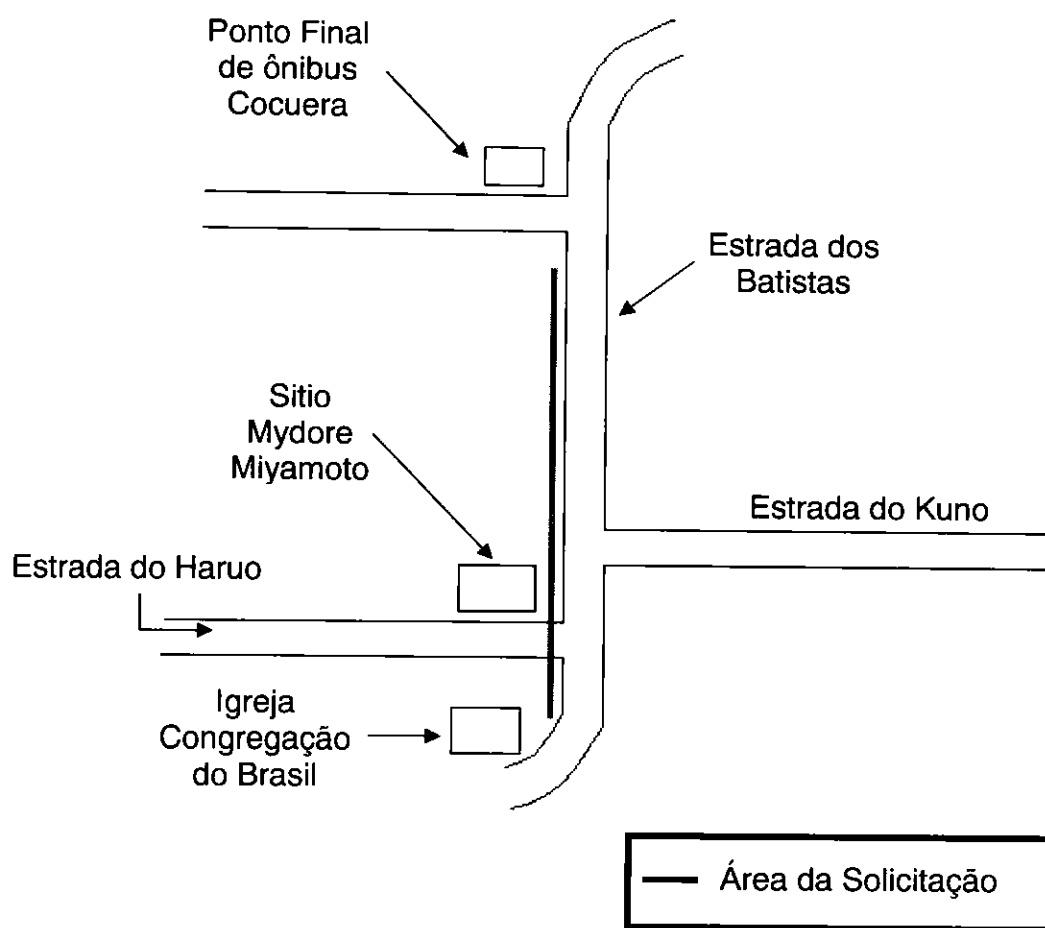 Ponto Final
de ônibus
Cocuera
Estrada dos
Batistas
Sitio
Mydore
Miyamoto
Estrada do Kuno
Estrada do Haruo
Igreja
Congregação
do Brasil
Área da Solicitação